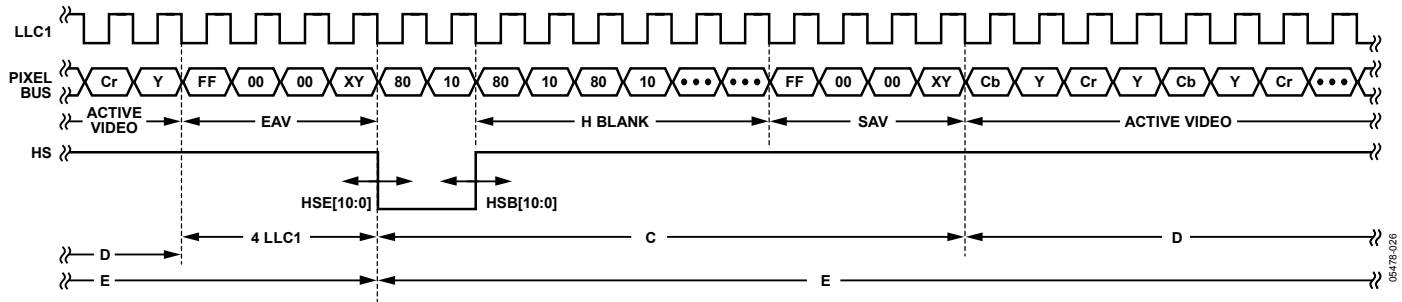 LLC1
PIXEL BUS Cr Y FF 00 00 XY 80 10 80 10 80 10 ••• ••• FF 00 00 XY Cb Y Cr Y Cb Y Cr •••
ACTIVE VIDEO EAV H BLANK SAV ACTIVE VIDEO
HS
HSE[10:0] HSB[10:0]
4 LLC1 C D
D
E E
05478-026